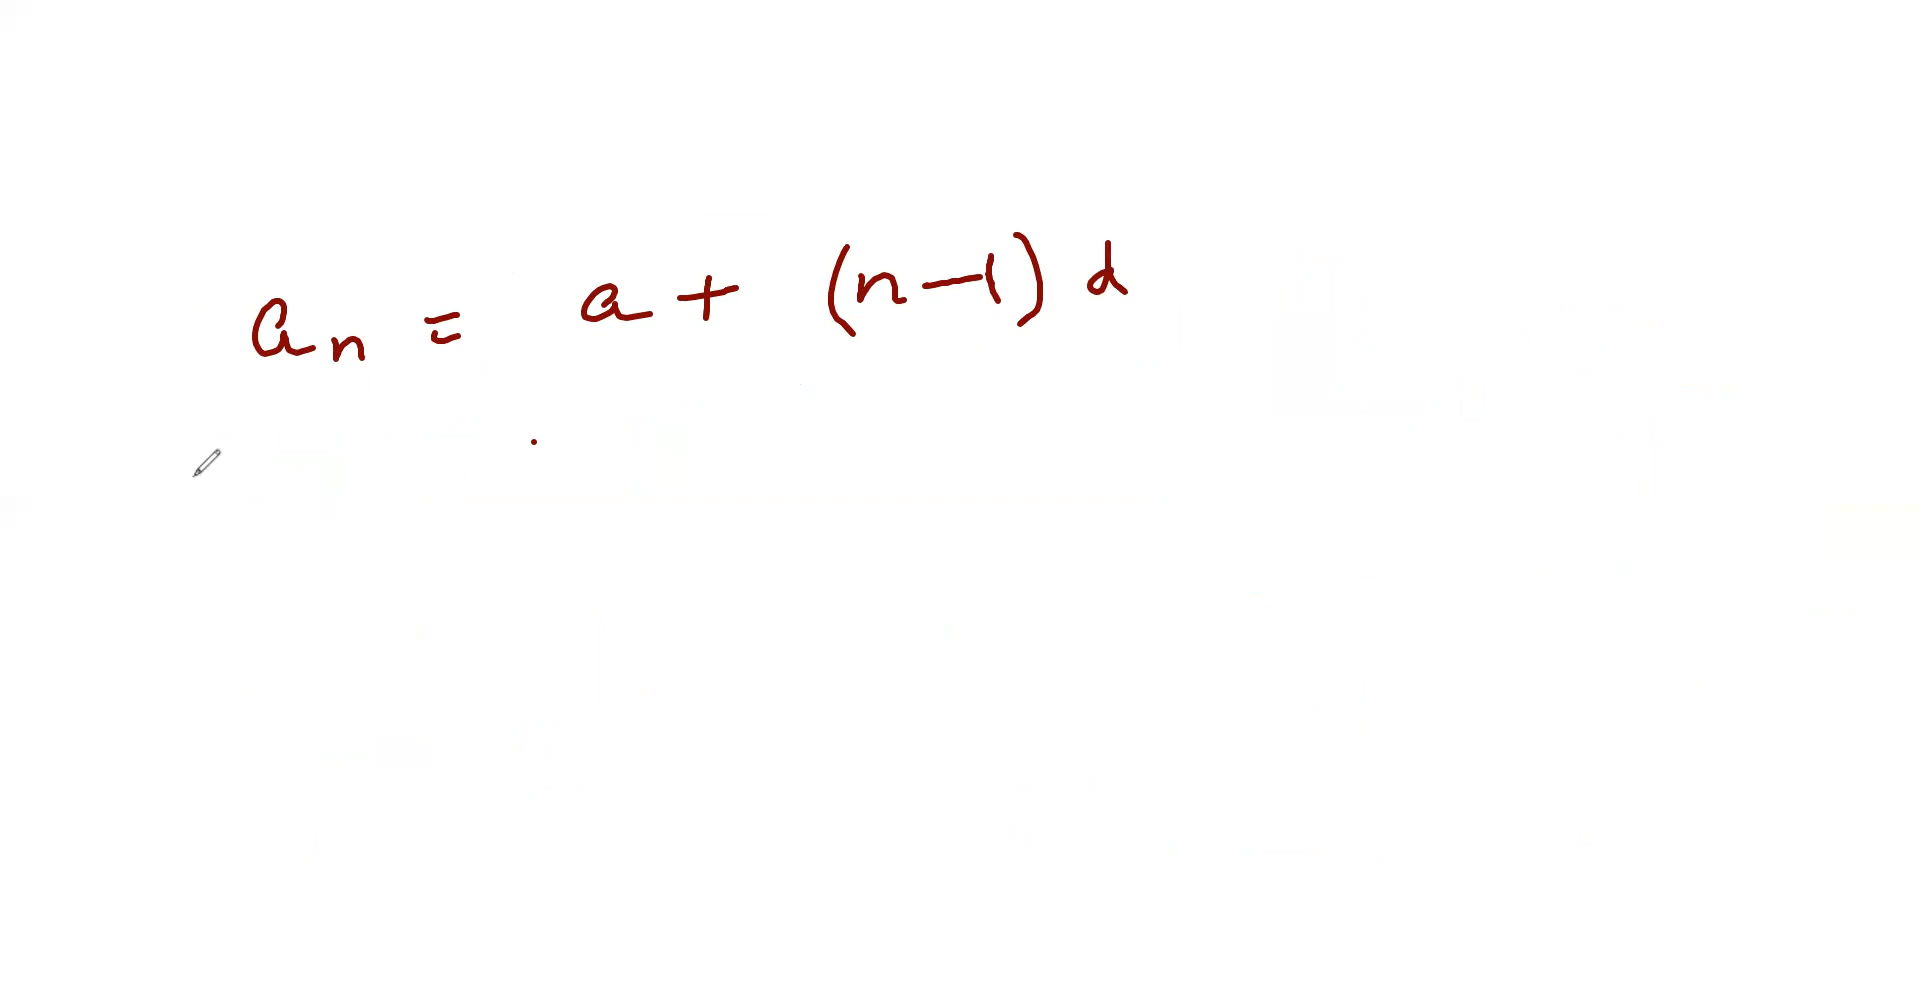 aₙ = a + (n-1) d